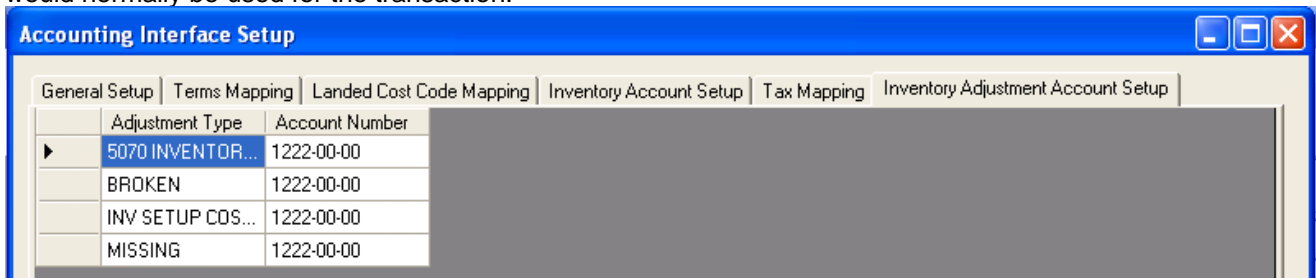 would normally be used for the transaction.
Accounting Interface Setup
General Setup Terms Mapping Landed Cost Code Mapping Inventory Account Setup Tax Mapping Inventory Adjustment Account Setup
Adjustment Type Account Number
5070 INVENTOR... 1222-00-00
BROKEN 1222-00-00
INV SETUP COS... 1222-00-00
MISSING 1222-00-00